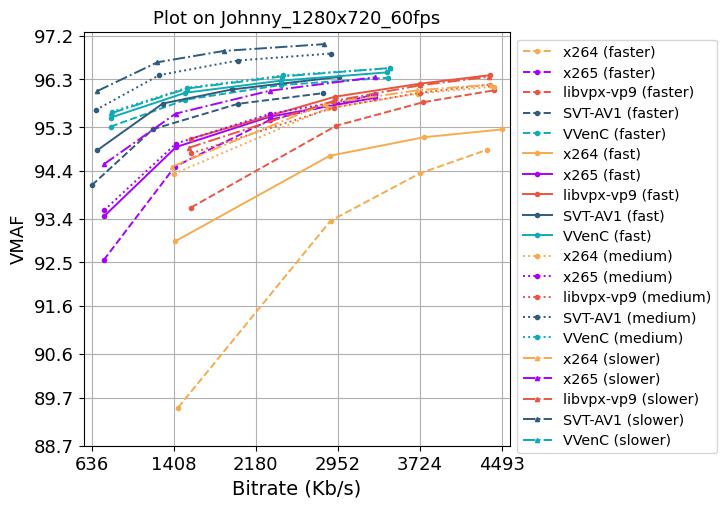 Plot on Johnny_1280x720_60fps
97.2
96.3
95.3
94.4
93.4
92.5
91.6
90.6
89.7
88.7
VMAF
636 1408 2180 2952 3724 4493
Bitrate (Kb/s)
x264 (faster)
x265 (faster)
libvpx-vp9 (faster)
SVT-AV1 (faster)
VVenC (faster)
x264 (fast)
x265 (fast)
libvpx-vp9 (fast)
SVT-AV1 (fast)
VVenC (fast)
x264 (medium)
x265 (medium)
libvpx-vp9 (medium)
SVT-AV1 (medium)
VVenC (medium)
x264 (slower)
x265 (slower)
libvpx-vp9 (slower)
SVT-AV1 (slower)
VVenC (slower)